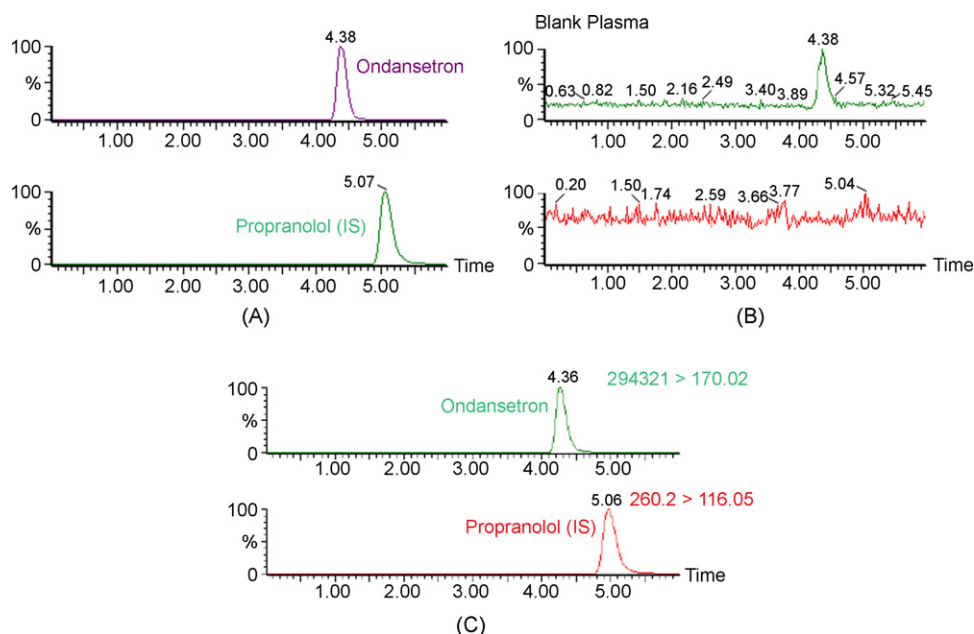 4.38
100
Ondansetron
%
0
1.00 2.00 3.00 4.00 5.00
5.07
100
Propranolol (IS)
%
0
Time
1.00 2.00 3.00 4.00 5.00
(A)
Blank Plasma
4.38
100
%
0.63 0.82 1.50 2.16 2.49 3.40 3.89 4.57 5.32 5.45
0
1.00 2.00 3.00 4.00 5.00
0.20 1.50 1.74 2.59 3.66 3.77 5.04
100
%
0
Time
1.00 2.00 3.00 4.00 5.00
(B)
4.36 294321 > 170.02
100
Ondansetron
%
0
1.00 2.00 3.00 4.00 5.00
5.06 260.2 > 116.05
100
Propranolol (IS)
%
0
Time
1.00 2.00 3.00 4.00 5.00
(C)